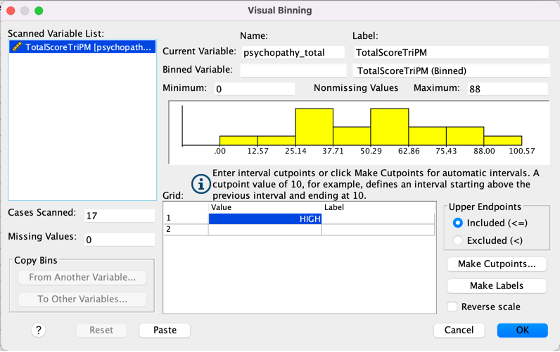 Visual Binning
Scanned Variable List:
TotalScoreTriPM [psychopath...
Name:
Label:
Current Variable:
psychopathy_total
TotalScoreTriPM
Binned Variable:
TotalScoreTriPM (Binned)
Minimum:
0
Nonmissing Values
Maximum:
88
.00
12.57
25.14
37.71
50.29
62.86
75.43
88.00
100.57
Enter interval cutpoints or click Make Cutpoints for automatic intervals. A
cutpoint value of 10, for example, defines an interval starting above the
previous interval and ending at 10.
Grid:
Value
Label
1
HIGH
2
Cases Scanned:
17
Missing Values:
0
Copy Bins
From Another Variable...
To Other Variables...
Upper Endpoints
Included (<=)
Excluded (<)
Make Cutpoints...
Make Labels
Reverse scale
?
Reset
Paste
Cancel
OK